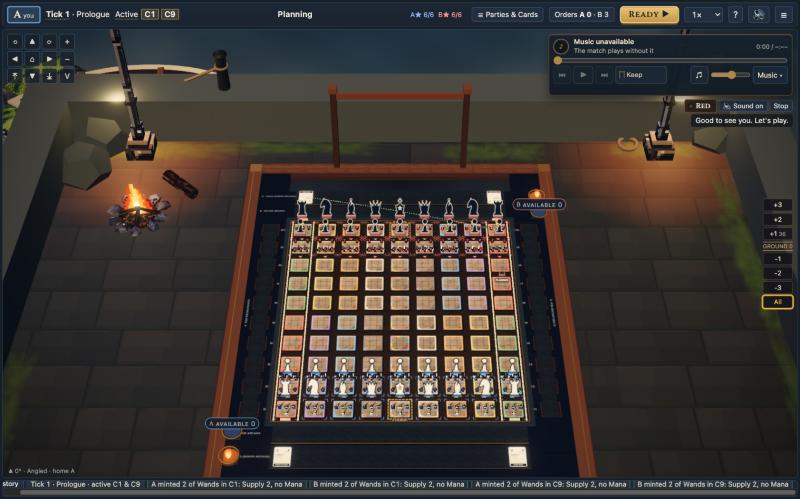 A you
Tick 1 · Prologue Active C1 C9
Planning
A★ 6/6 B★ 6/6
≡ Parties & Cards
Orders A 0 · B 3
READY ▶
1×
?
≡
V
Music unavailable
The match plays without it
0:00 / --:--
Keep
Music
RED
Sound on
Stop
Good to see you. Let's play.
B AVAILABLE 0
+3
+2
+1 36
GROUND 0
-1
-2
-3
All
A AVAILABLE 0
▲ 0° · Angled · home A
story
Tick 1 · Prologue · active C1 & C9
A minted 2 of Wands in C1: Supply 2, no Mana
B minted 2 of Wands in C1: Supply 2, no Mana
A minted 2 of Wands in C9: Supply 2, no Mana
B minted 2 of Wands in C9: Supply 2, no Mana